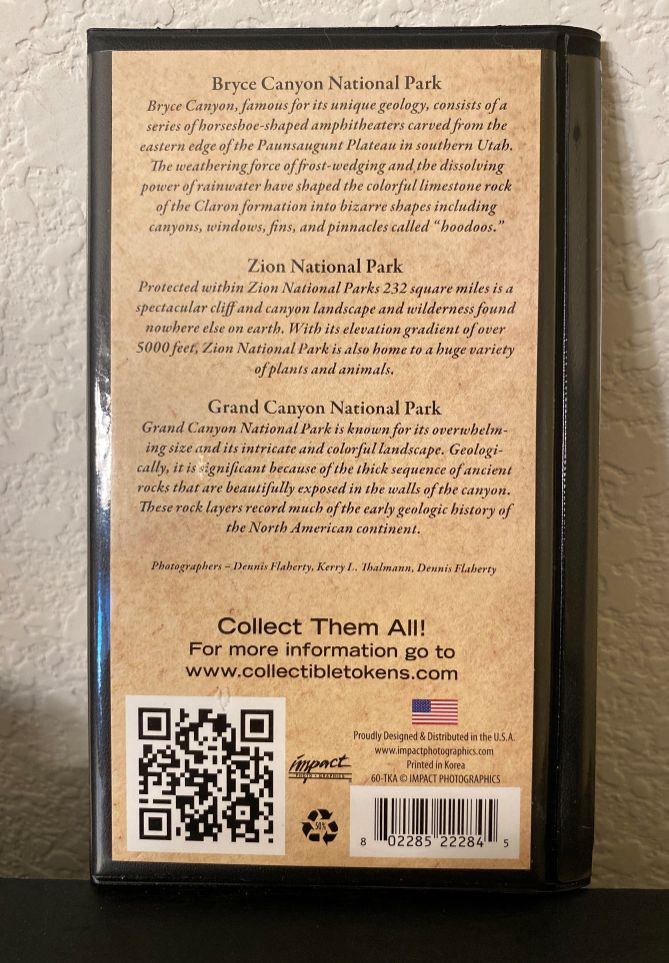 Bryce Canyon National Park
Bryce Canyon, famous for its unique geology, consists of a
series of horseshoe-shaped amphitheaters carved from the
eastern edge of the Paunsaugunt Plateau in southern Utah.
The weathering force of frost-wedging and the dissolving
power of rainwater have shaped the colorful limestone rock
of the Claron formation into bizarre shapes including
canyons, windows, fins, and pinnacles called “hoodoos.”
Zion National Park
Protected within Zion National Parks 232 square miles is a
spectacular cliff and canyon landscape and wilderness found
nowhere else on earth. With its elevation gradient of over
5000 feet, Zion National Park is also home to a huge variety
of plants and animals.
Grand Canyon National Park
Grand Canyon National Park is known for its overwhelm-
ing size and its intricate and colorful landscape. Geologi-
cally, it is significant because of the thick sequence of ancient
rocks that are beautifully exposed in the walls of the canyon.
These rock layers record much of the early geologic history of
the North American continent.
Photographers – Dennis Flaherty, Kerry L. Thalmann, Dennis Flaherty
Collect Them All!
For more information go to
www.collectibletokens.com
Proudly Designed & Distributed in the U.S.A.
www.impactphotographics.com
Printed in Korea
60-TKA © IMPACT PHOTOGRAPHICS
impact
PHOTO • GRAPHICS
50%
8 02285 22284 5